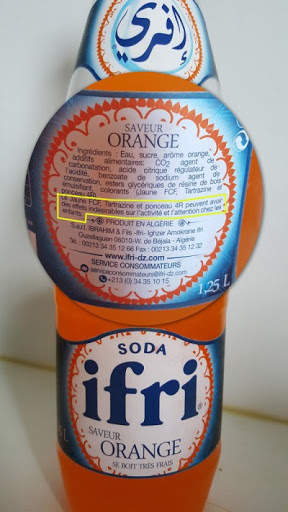 إفري
SAVEUR
ORANGE
Ingrédients : Eau, sucre, arôme orange,
additifs alimentaires: CO2 agent de
carbonatation, acide citrique régulateur de
l'acidité, benzoate de sodium agent de
conservation, esters glycériques de résine de bois
émulsifiant, colorants (Jaune FCF, Tartrazine et
ponceau 4R)
Le Jaune FCF, Tartrazine et ponceau 4R peuvent avoir
des effets indésirables sur l'activité et l'attention chez les
enfants.
PRODUIT EN ALGÉRIE
S.a.r.l. IBRAHIM & Fils -Ifri- Ighzer Amokrane Ifri
Ouzellaguen 06010-W. de Béjaia - Algérie
Tél.: 00213 34 35 12 66 Fax: 00213 34 35 12 32
www.ifri-dz.com
SERVICE CONSOMMATEURS
serviceconsommateurs@ifri-dz.com
+213 (0) 34 35 10 15
1,25 L
SODA
ifri
SAVEUR
ORANGE
SE BOIT TRÈS FRAIS